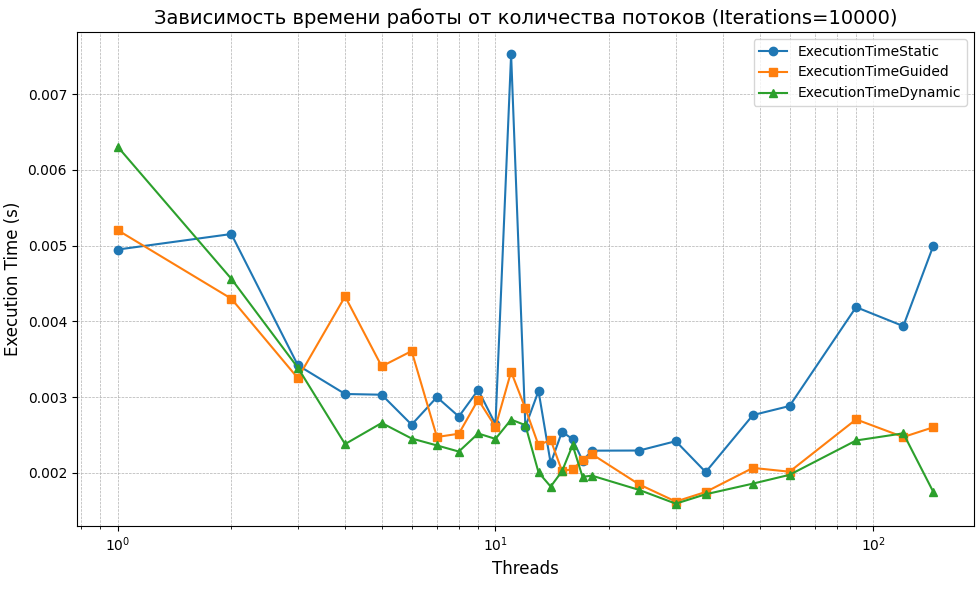 Зависимость времени работы от количества потоков (Iterations=10000)
ExecutionTimeStatic
ExecutionTimeGuided
ExecutionTimeDynamic
Execution Time (s)
0.007
0.006
0.005
0.004
0.003
0.002
10⁰
10¹
10²
Threads